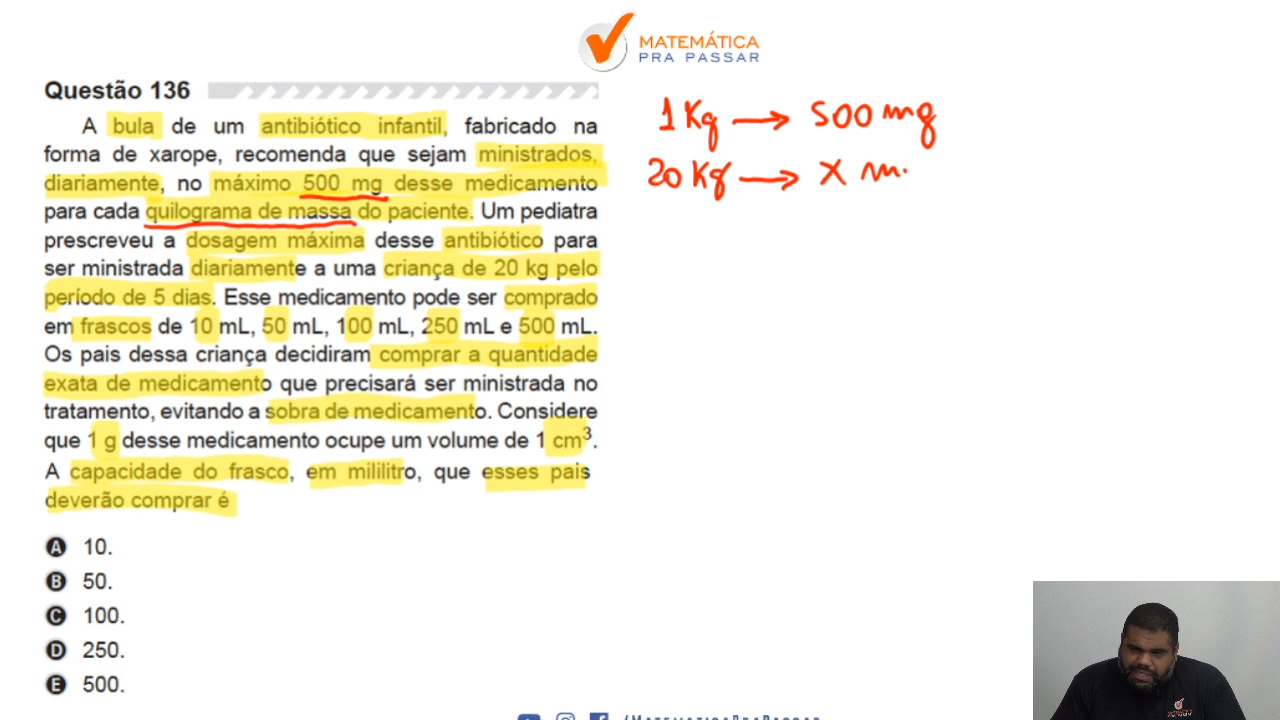 MATEMÁTICA
PRA PASSAR
Questão 136
A bula de um antibiótico infantil, fabricado na
forma de xarope, recomenda que sejam ministrados,
diariamente, no máximo 500 mg desse medicamento
para cada quilograma de massa do paciente. Um pediatra
prescreveu a dosagem máxima desse antibiótico para
ser ministrada diariamente a uma criança de 20 kg pelo
período de 5 dias. Esse medicamento pode ser comprado
em frascos de 10 mL, 50 mL, 100 mL, 250 mL e 500 mL.
Os pais dessa criança decidiram comprar a quantidade
exata de medicamento que precisará ser ministrada no
tratamento, evitando a sobra de medicamento. Considere
que 1 g desse medicamento ocupe um volume de 1 cm³.
A capacidade do frasco, em mililitro, que esses pais
deverão comprar é
A 10.
B 50.
C 100.
D 250.
E 500.
1 Kg → 500 mg
20 Kg → X m
/MatematicaPraPassar